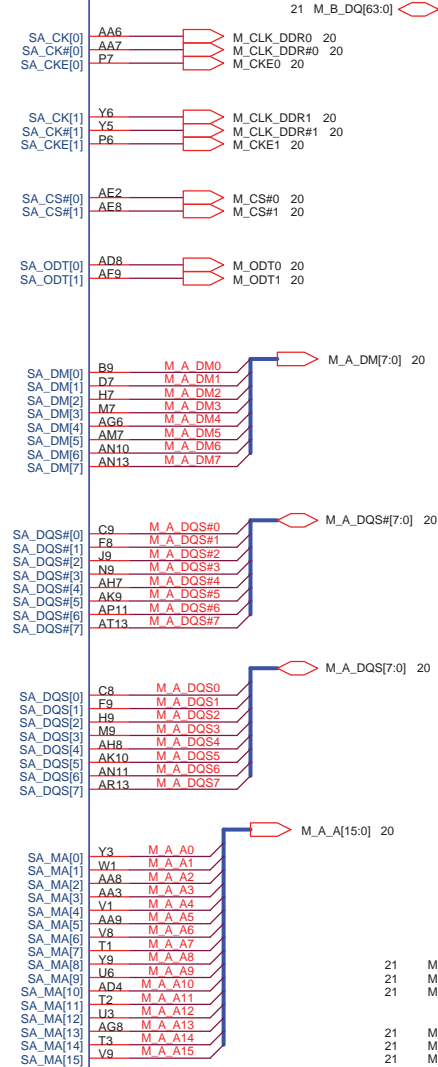 21 M_B_DQ[63:0]
SA_CK[0] AA6 M_CLK_DDR0 20
SA_CK#[0] AA7 M_CLK_DDR#0 20
SA_CKE[0] P7 M_CKE0 20
SA_CK[1] Y6 M_CLK_DDR1 20
SA_CK#[1] Y5 M_CLK_DDR#1 20
SA_CKE[1] P6 M_CKE1 20
SA_CS#[0] AE2 M_CS#0 20
SA_CS#[1] AE8 M_CS#1 20
SA_ODT[0] AD8 M_ODT0 20
SA_ODT[1] AF9 M_ODT1 20
M_A_DM[7:0] 20
SA_DM[0] B9 M_A_DM0
SA_DM[1] D7 M_A_DM1
SA_DM[2] H7 M_A_DM2
SA_DM[3] M7 M_A_DM3
SA_DM[4] AG6 M_A_DM4
SA_DM[5] AM7 M_A_DM5
SA_DM[6] AN10 M_A_DM6
SA_DM[7] AN13 M_A_DM7
M_A_DQS#[7:0] 20
SA_DQS#[0] C9 M_A_DQS#0
SA_DQS#[1] F8 M_A_DQS#1
SA_DQS#[2] J9 M_A_DQS#2
SA_DQS#[3] N9 M_A_DQS#3
SA_DQS#[4] AH7 M_A_DQS#4
SA_DQS#[5] AK9 M_A_DQS#5
SA_DQS#[6] AP11 M_A_DQS#6
SA_DQS#[7] AT13 M_A_DQS#7
M_A_DQS[7:0] 20
SA_DQS[0] C8 M_A_DQS0
SA_DQS[1] F9 M_A_DQS1
SA_DQS[2] H9 M_A_DQS2
SA_DQS[3] M9 M_A_DQS3
SA_DQS[4] AH8 M_A_DQS4
SA_DQS[5] AK10 M_A_DQS5
SA_DQS[6] AN11 M_A_DQS6
SA_DQS[7] AR13 M_A_DQS7
M_A_A[15:0] 20
SA_MA[0] Y3 M_A_A0
SA_MA[1] W1 M_A_A1
SA_MA[2] AA8 M_A_A2
SA_MA[3] AA3 M_A_A3
SA_MA[4] V1 M_A_A4
SA_MA[5] AA9 M_A_A5
SA_MA[6] V8 M_A_A6
SA_MA[7] T1 M_A_A7
SA_MA[8] Y9 M_A_A8
SA_MA[9] U6 M_A_A9
SA_MA[10] AD4 M_A_A10
SA_MA[11] T2 M_A_A11
SA_MA[12] U3 M_A_A12
SA_MA[13] AG8 M_A_A13
SA_MA[14] T3 M_A_A14
SA_MA[15] V9 M_A_A15
21 M
21 M
21 M
21 M
21 M
21 M